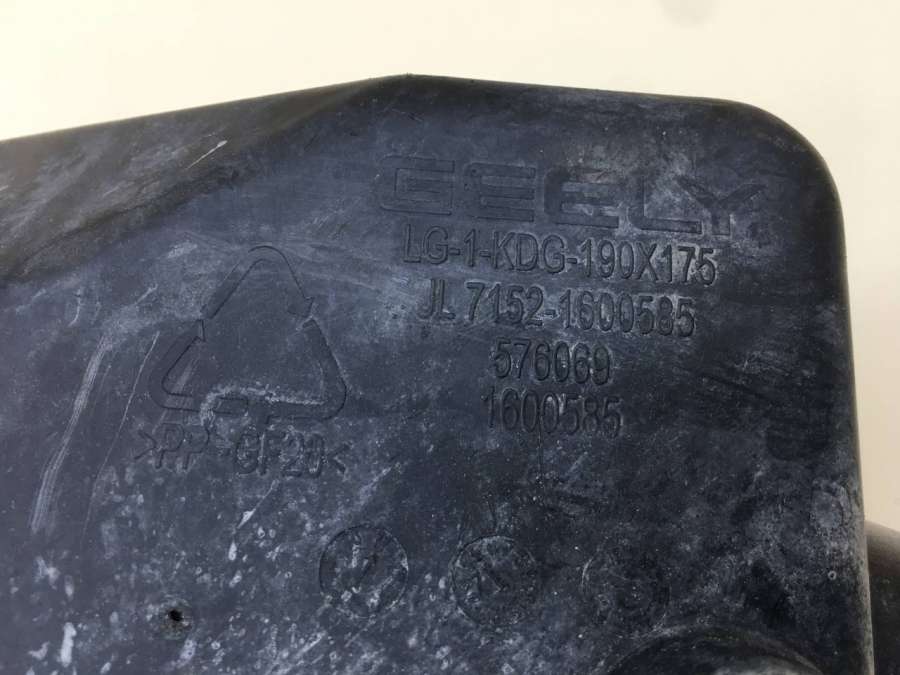 GEELY
LG-1-KDG-190X175
JL 7152-1600585
576069
1600585
>PP-GF20<